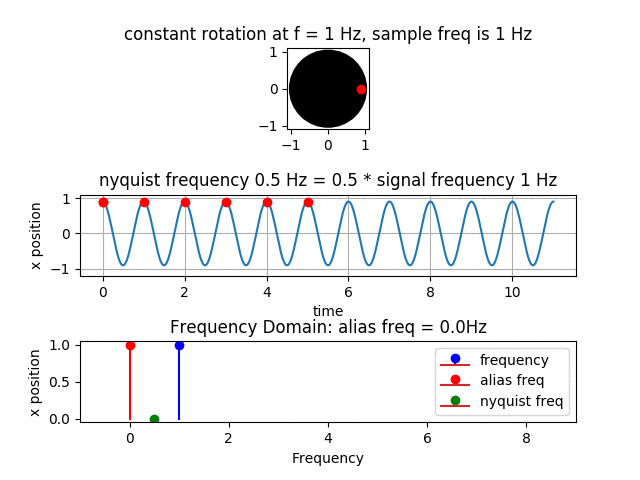 constant rotation at f = 1 Hz, sample freq is 1 Hz
1
0
−1
−1 0 1
nyquist frequency 0.5 Hz = 0.5 * signal frequency 1 Hz
x position
1
0
−1
0 2 4 6 8 10
time
Frequency Domain: alias freq = 0.0Hz
x position
1.0
0.5
0.0
frequency
alias freq
nyquist freq
0 2 4 6 8
Frequency